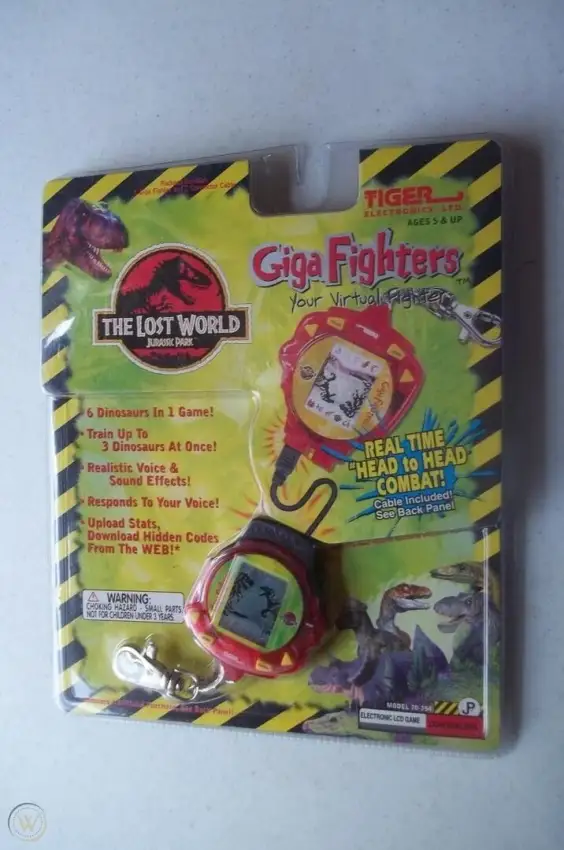 TIGER
ELECTRONICS LTD
AGES 5 & UP
Giga Fighters™
Your Virtual Fighter
THE LOST WORLD
JURASSIC PARK
6 Dinosaurs In 1 Game!
Train Up To
3 Dinosaurs At Once!
Realistic Voice &
Sound Effects!
Responds To Your Voice!
Upload Stats,
Download Hidden Codes
From The WEB!*
REAL TIME
"HEAD to HEAD
COMBAT!
Cable Included!
See Back Panel
WARNING:
CHOKING HAZARD - SMALL PARTS
NOT FOR CHILDREN UNDER 3 YEARS.
MODEL
JP
ELECTRONIC LCD GAME
W